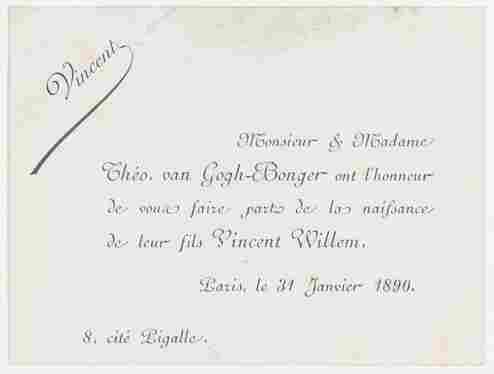 Vincent
Monsieur & Madame
Théo. van Gogh-Bonger ont l'honneur
de vous faire part de la naissance
de leur fils Vincent Willem.
Paris, le 31 Janvier 1890.
8. cité Pigalle.